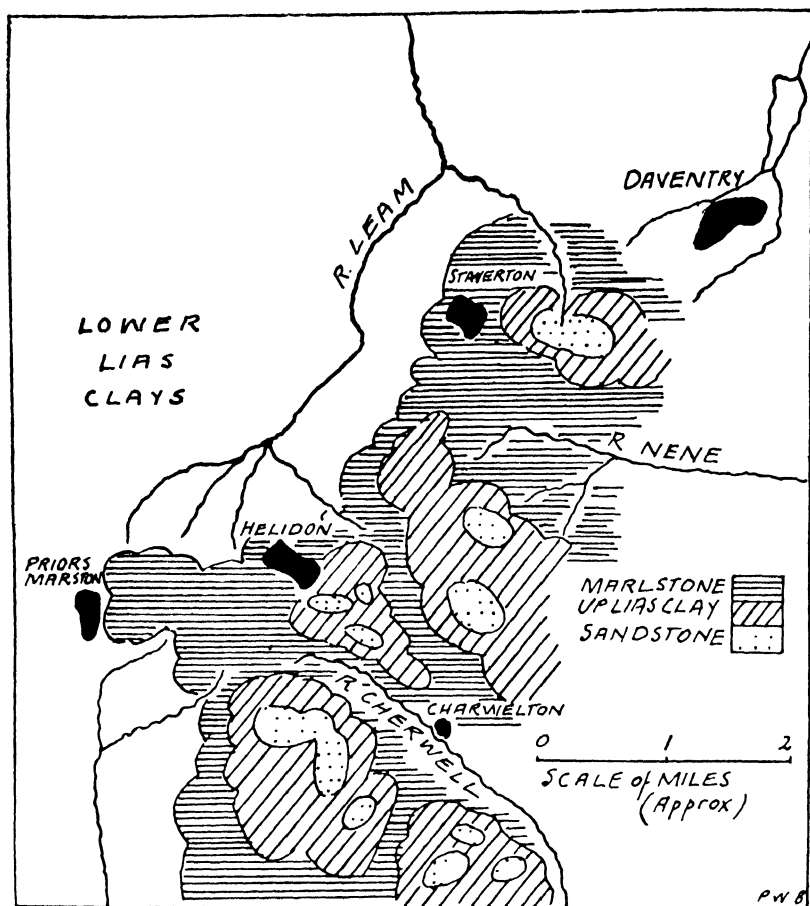 DAVENTRY
R. LEAM
STAVERTON
LOWER
LIAS
CLAYS
R NENE
HELIDON
PRIORS
MARSTON
MARLSTONE
UP LIAS CLAY
SANDSTONE
R CHERWELL
CHARWELTON
0 1 2
SCALE of MILES
(Approx)
P W B